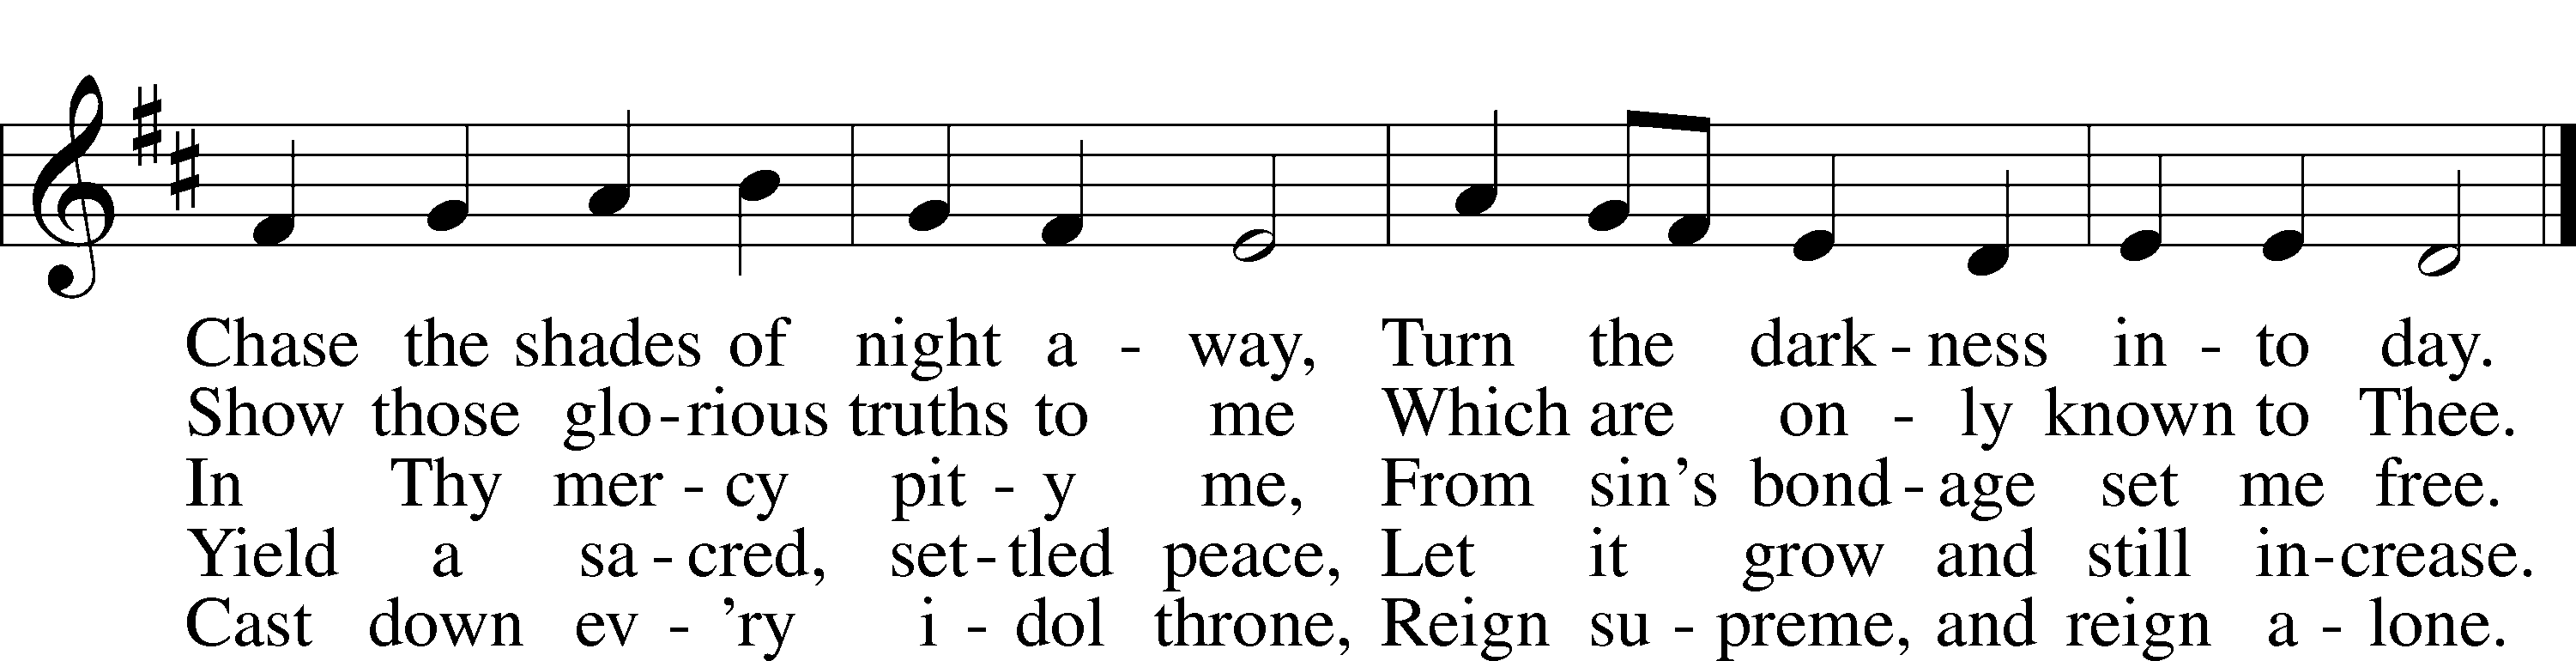 Chase the shades of night a - way, Turn the dark - ness in - to day.
Show those glo - rious truths to me Which are on - ly known to Thee.
In Thy mer - cy pit - y me, From sin's bond - age set me free.
Yield a sa - cred, set - tled peace, Let it grow and still in - crease.
Cast down ev - 'ry i - dol throne, Reign su - preme, and reign a - lone.